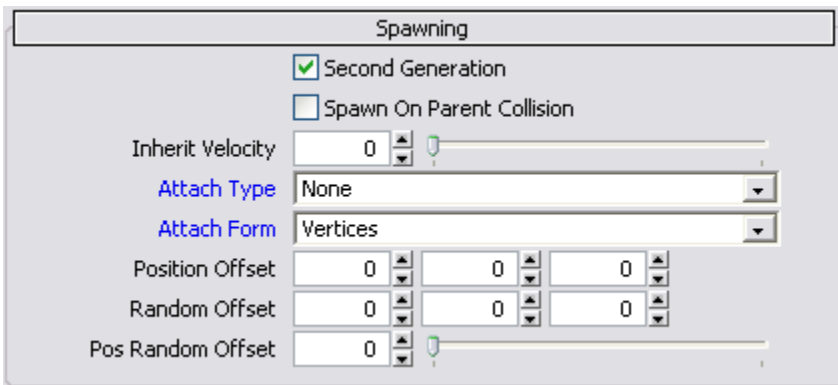 Spawning
Second Generation
Spawn On Parent Collision
Inherit Velocity 0
Attach Type None
Attach Form Vertices
Position Offset 0 0 0
Random Offset 0 0 0
Pos Random Offset 0